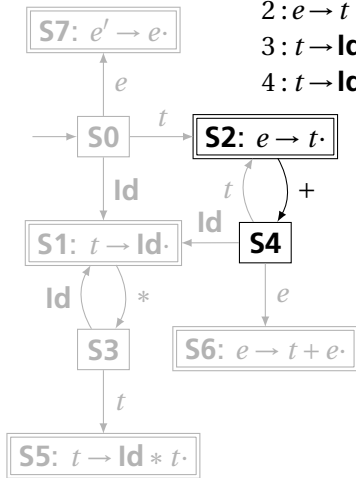 S7: e′ → e·
2 : e → t
3 : t → Id
4 : t → Id
e
S0
t
S2: e → t·
Id
t
+
S1: t → Id·
Id
S4
Id
*
e
S3
S6: e → t + e·
t
S5: t → Id * t·